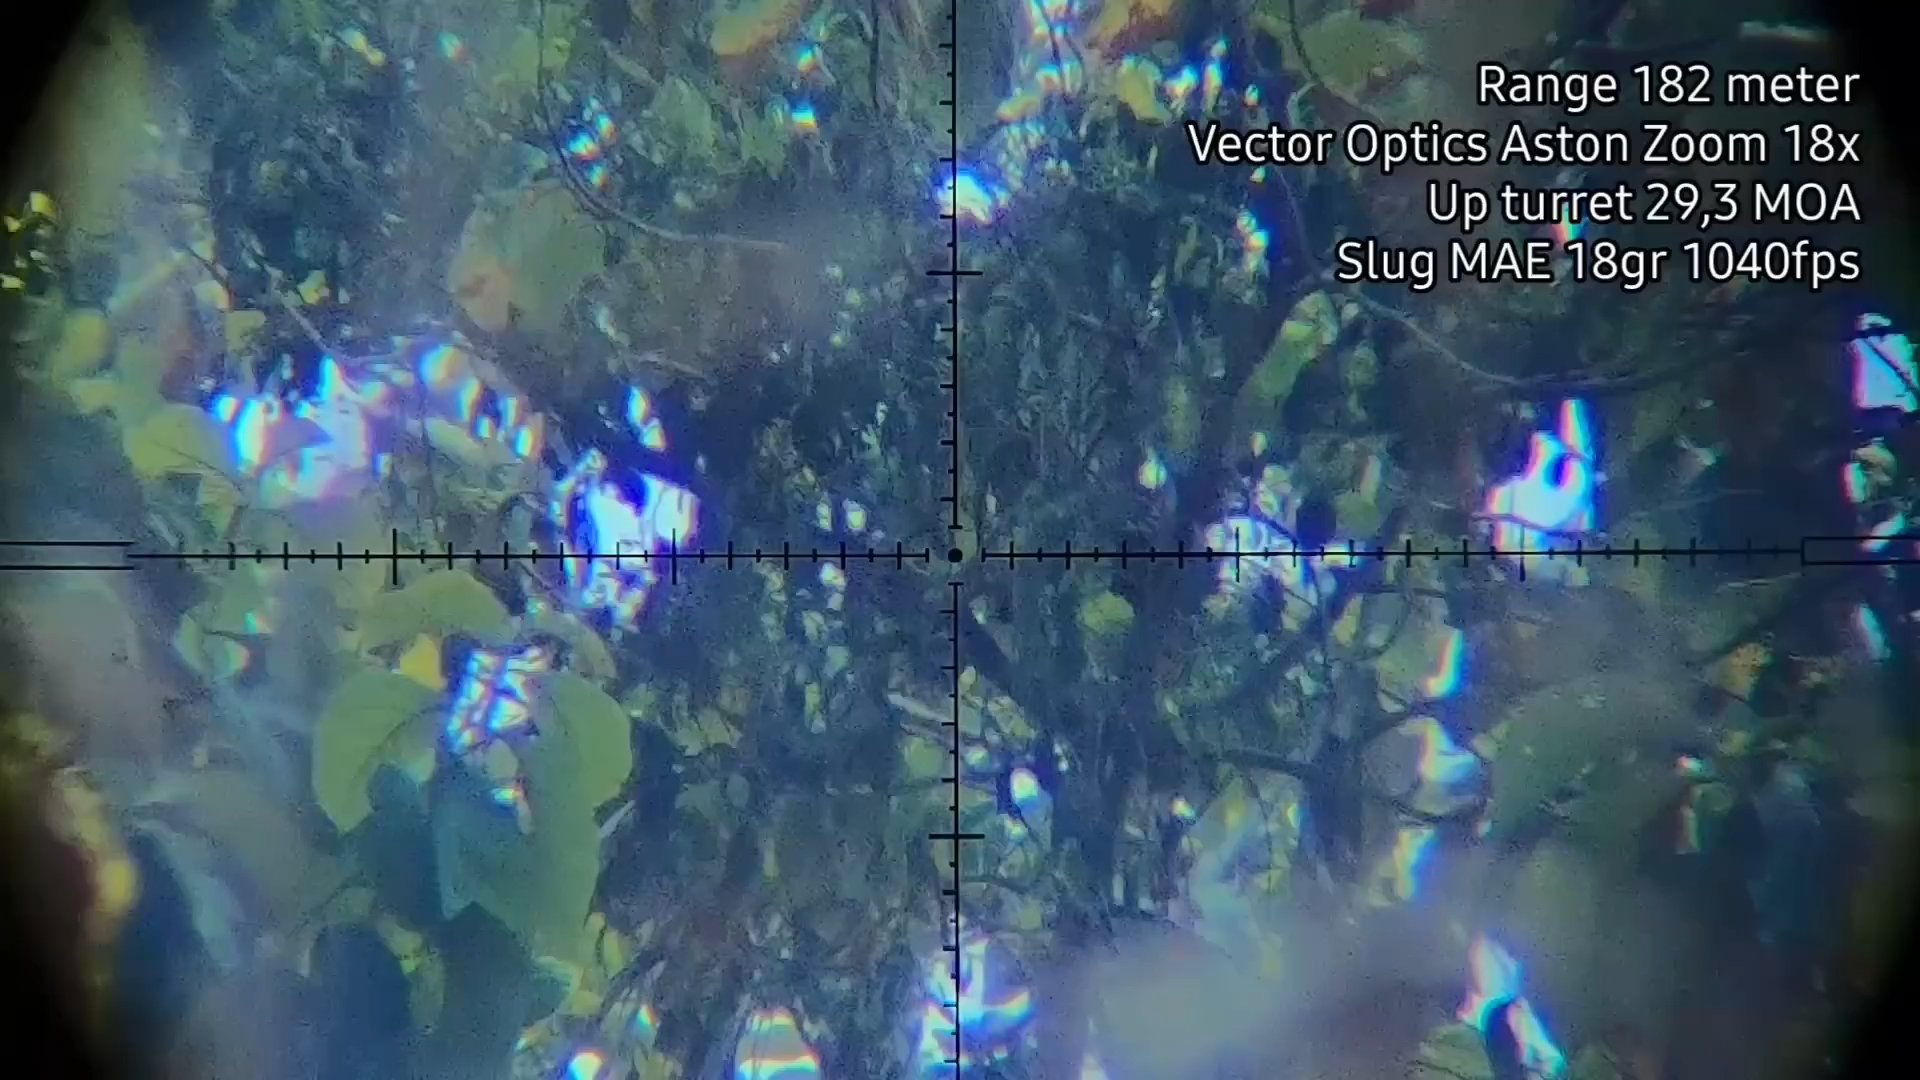 Range 182 meter
Vector Optics Aston Zoom 18x
Up turret 29,3 MOA
Slug MAE 18gr 1040fps